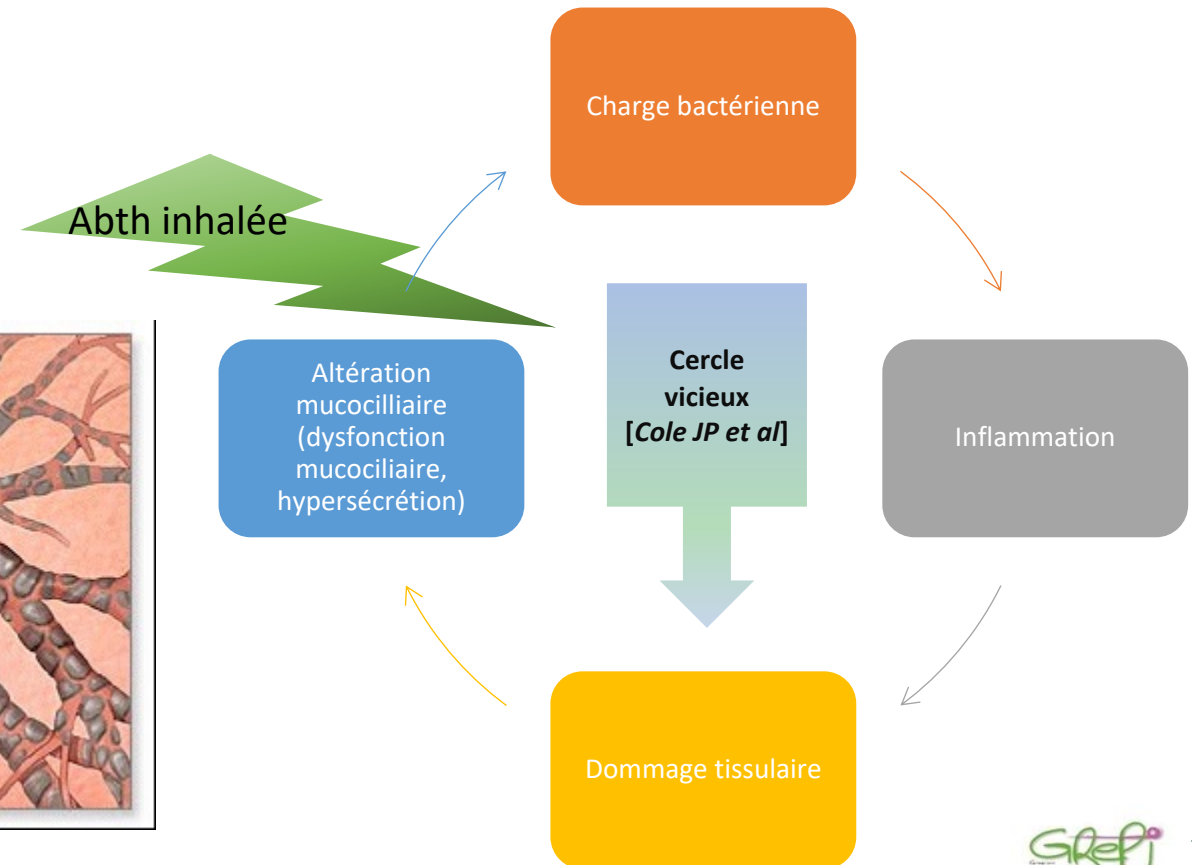 Charge bactérienne
Abth inhalée
Cercle
vicieux
[Cole JP et al]
Altération
mucocilliaire
(dysfonction
mucociliaire,
hypersécrétion)
Inflammation
Dommage tissulaire
GRePi